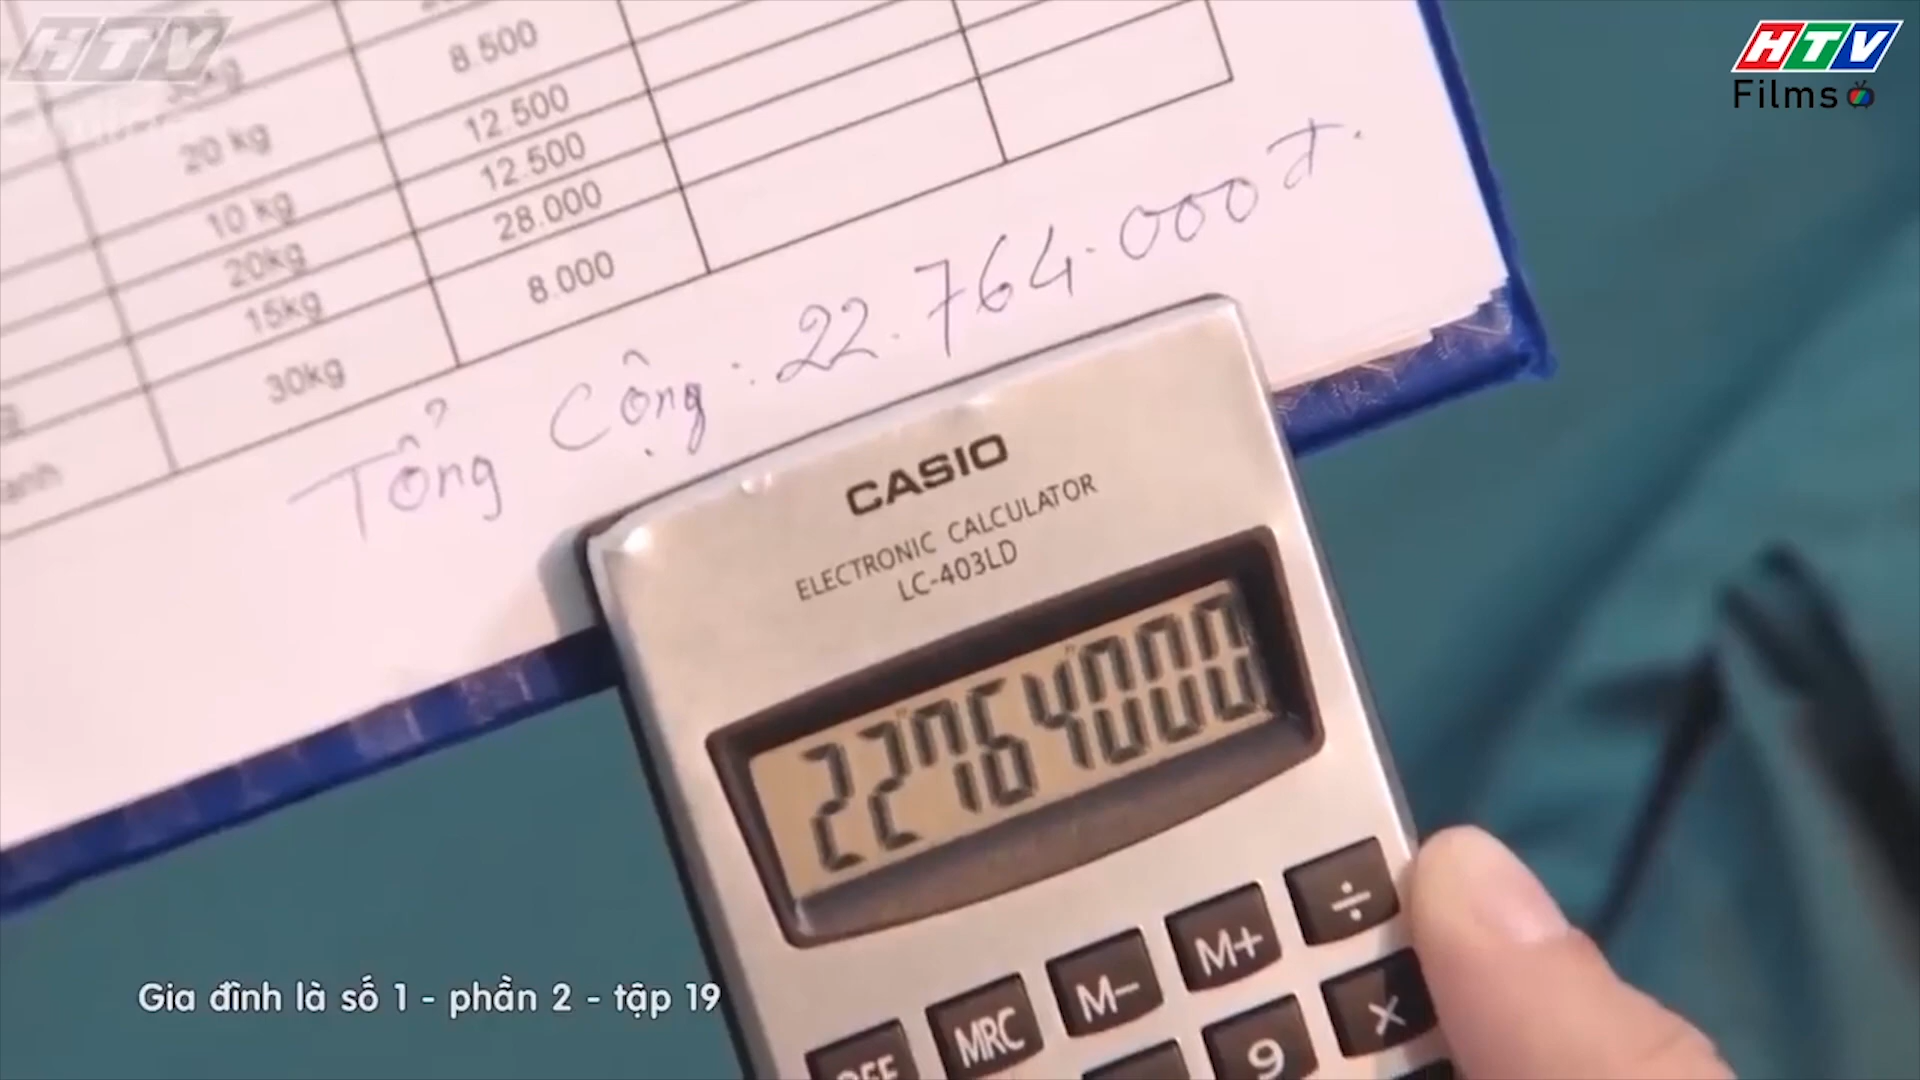 HTV
HTV
Films
8.500
20 kg
12.500
10 kg
12.500
20kg
28.000
15kg
8.000
30kg
Tổng Cộng: 22.764.000đ.
CASIO
ELECTRONIC CALCULATOR
LC-403LD
22764000
÷
M+
M−
MRC
OFF
×
9
Gia đình là số 1 - phần 2 - tập 19